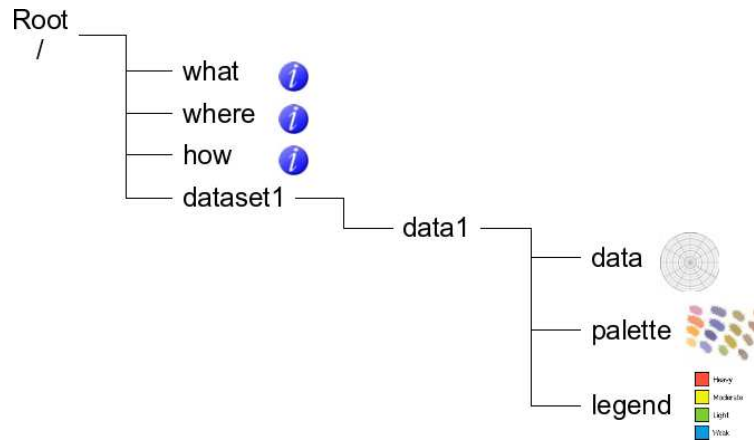 Root
/
what i
where i
how i
dataset1
data1
data
palette
Heavy
Moderate
legend
Light
Weak